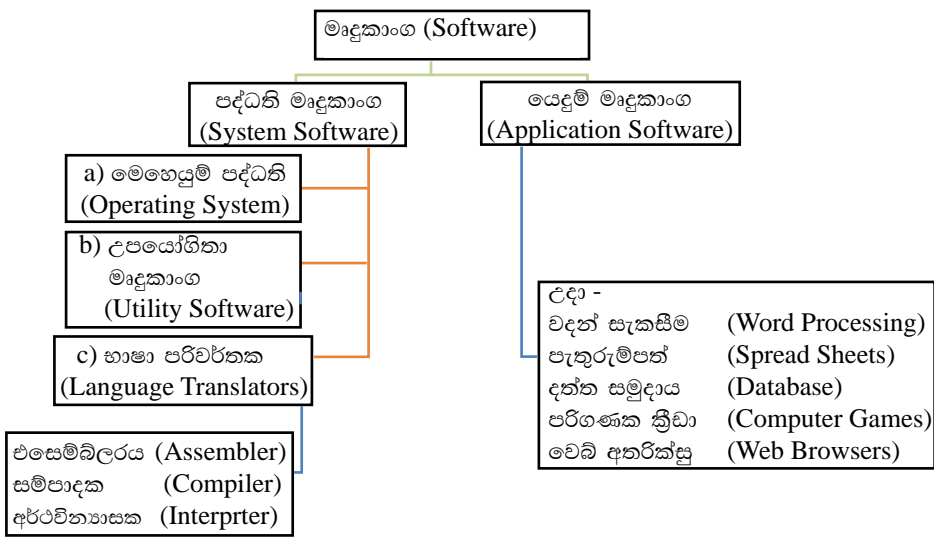 මෘදුකාංග (Software)
පද්ධති මෘදුකාංග
(System Software)
යෙදුම් මෘදුකාංග
(Application Software)
a) මෙහෙයුම් පද්ධති
(Operating System)
b) උපයෝගිතා
මෘදුකාංග
(Utility Software)
c) භාෂා පරිවර්තක
(Language Translators)
එසෙම්බ්ලරය (Assembler)
සම්පාදක (Compiler)
අර්ථවින්‍යාසක (Interprter)
උදා -
වදන් සැකසීම (Word Processing)
පැතුරුම්පත් (Spread Sheets)
දත්ත සමුදාය (Database)
පරිගණක ක්‍රීඩා (Computer Games)
වෙබ් අතරික්සු (Web Browsers)